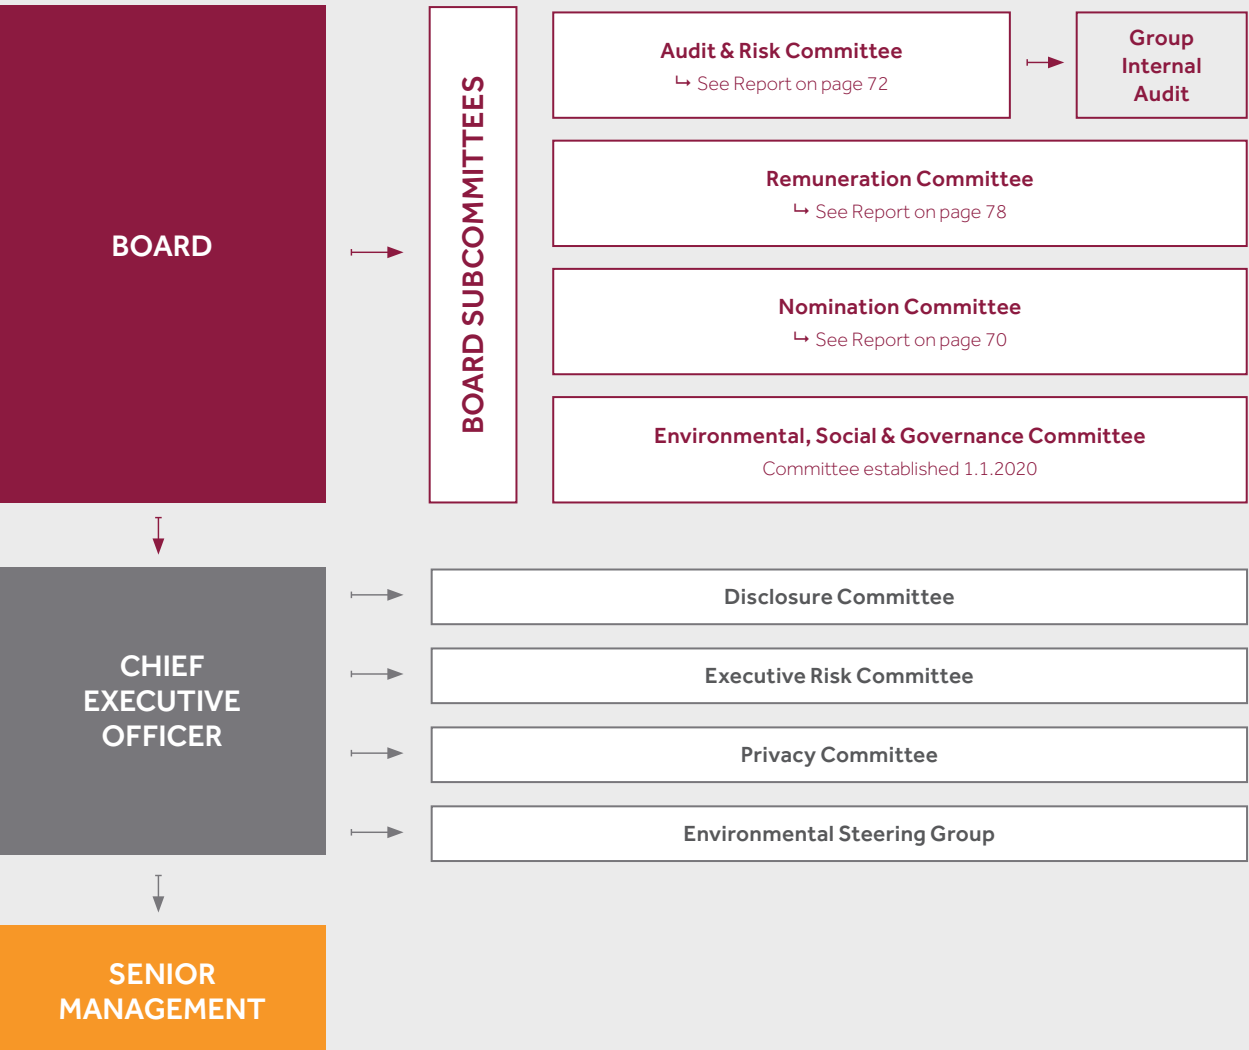 BOARD
BOARD SUBCOMMITTEES
Audit & Risk Committee
↳ See Report on page 72
Group
Internal
Audit
Remuneration Committee
↳ See Report on page 78
Nomination Committee
↳ See Report on page 70
Environmental, Social & Governance Committee
Committee established 1.1.2020
CHIEF
EXECUTIVE
OFFICER
Disclosure Committee
Executive Risk Committee
Privacy Committee
Environmental Steering Group
SENIOR
MANAGEMENT